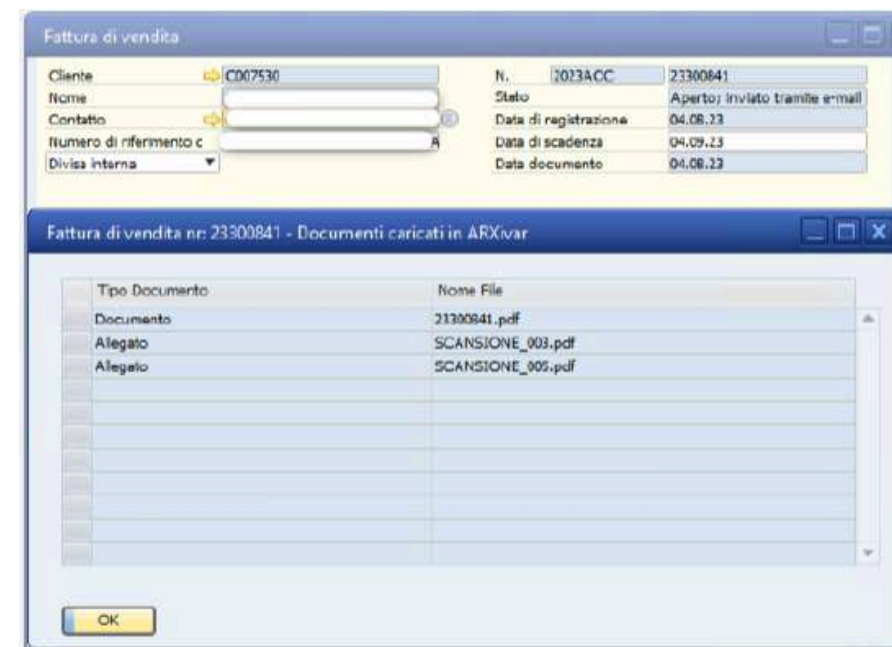 Fattura di vendita
Cliente C007530 N. 2023ACC 23300841
Nome Stato Aperto; inviato tramite e-mail
Contatto Data di registrazione 04.08.23
Numero di riferimento c A Data di scadenza 04.09.23
Divisa interna Data documento 04.08.23
Fattura di vendita nr: 23300841 - Documenti caricati in ARXivar
Tipo Documento Nome File
Documento 23300841.pdf
Allegato SCANSIONE_003.pdf
Allegato SCANSIONE_005.pdf
OK